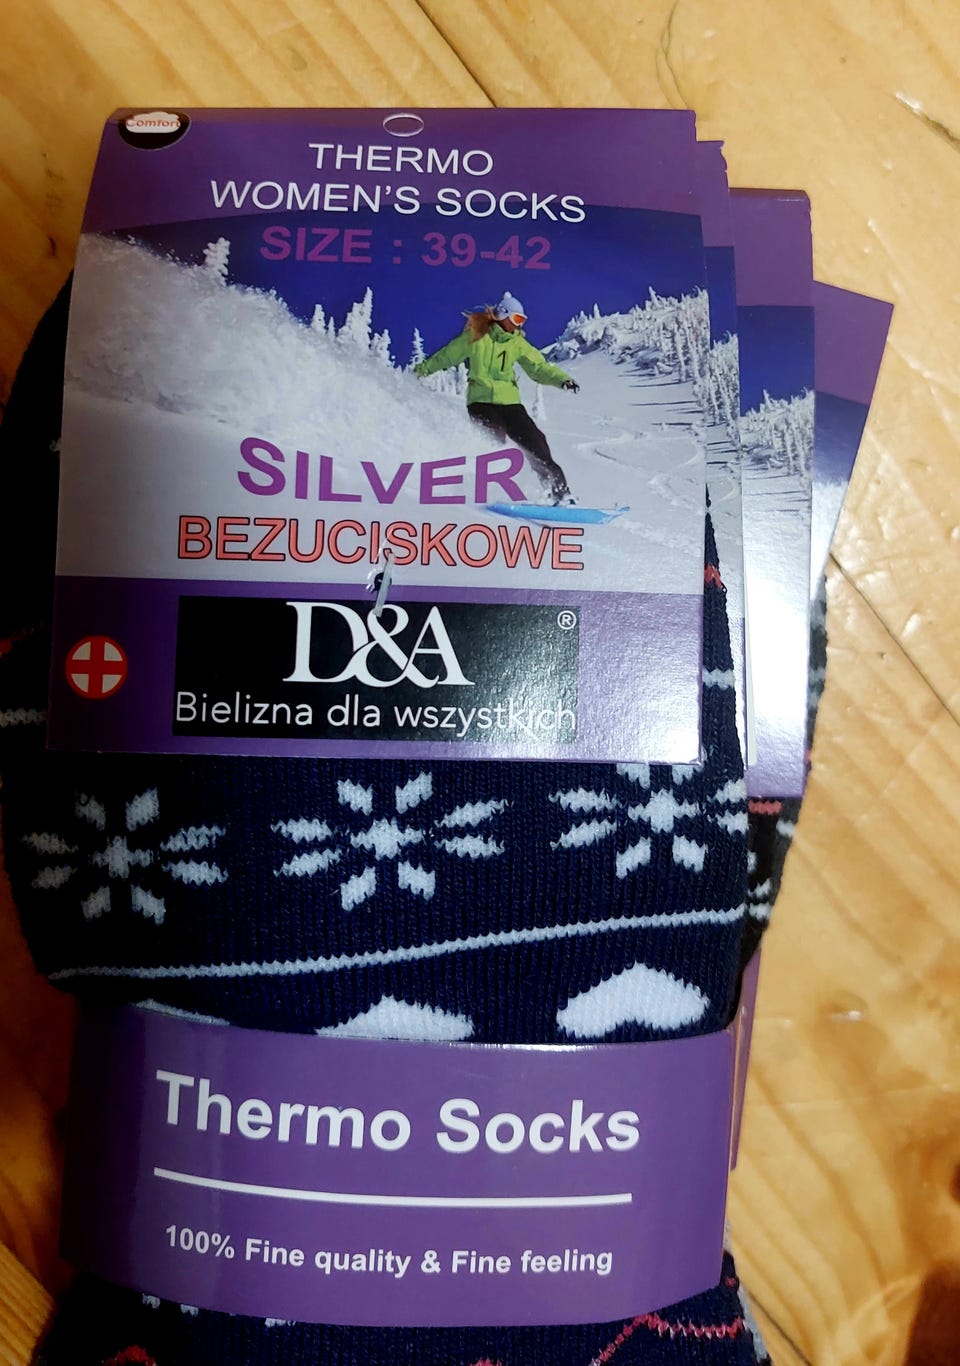 Comfort
THERMO
WOMEN'S SOCKS
SIZE : 39-42
1
SILVER
BEZUCISKOWE
D&A ®
Bielizna dla wszystkich
Thermo Socks
100% Fine quality & Fine feeling